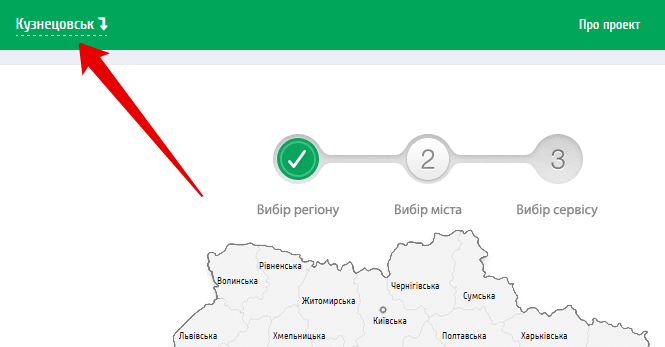 Кузнецовськ
Про проект
2
3
Вибір регіону
Вибір міста
Вибір сервісу
Рівненська
Волинська
Чернігівська
Житомирська
Сумська
Київська
Львівська
Хмельницька
Полтавська
Харьківська